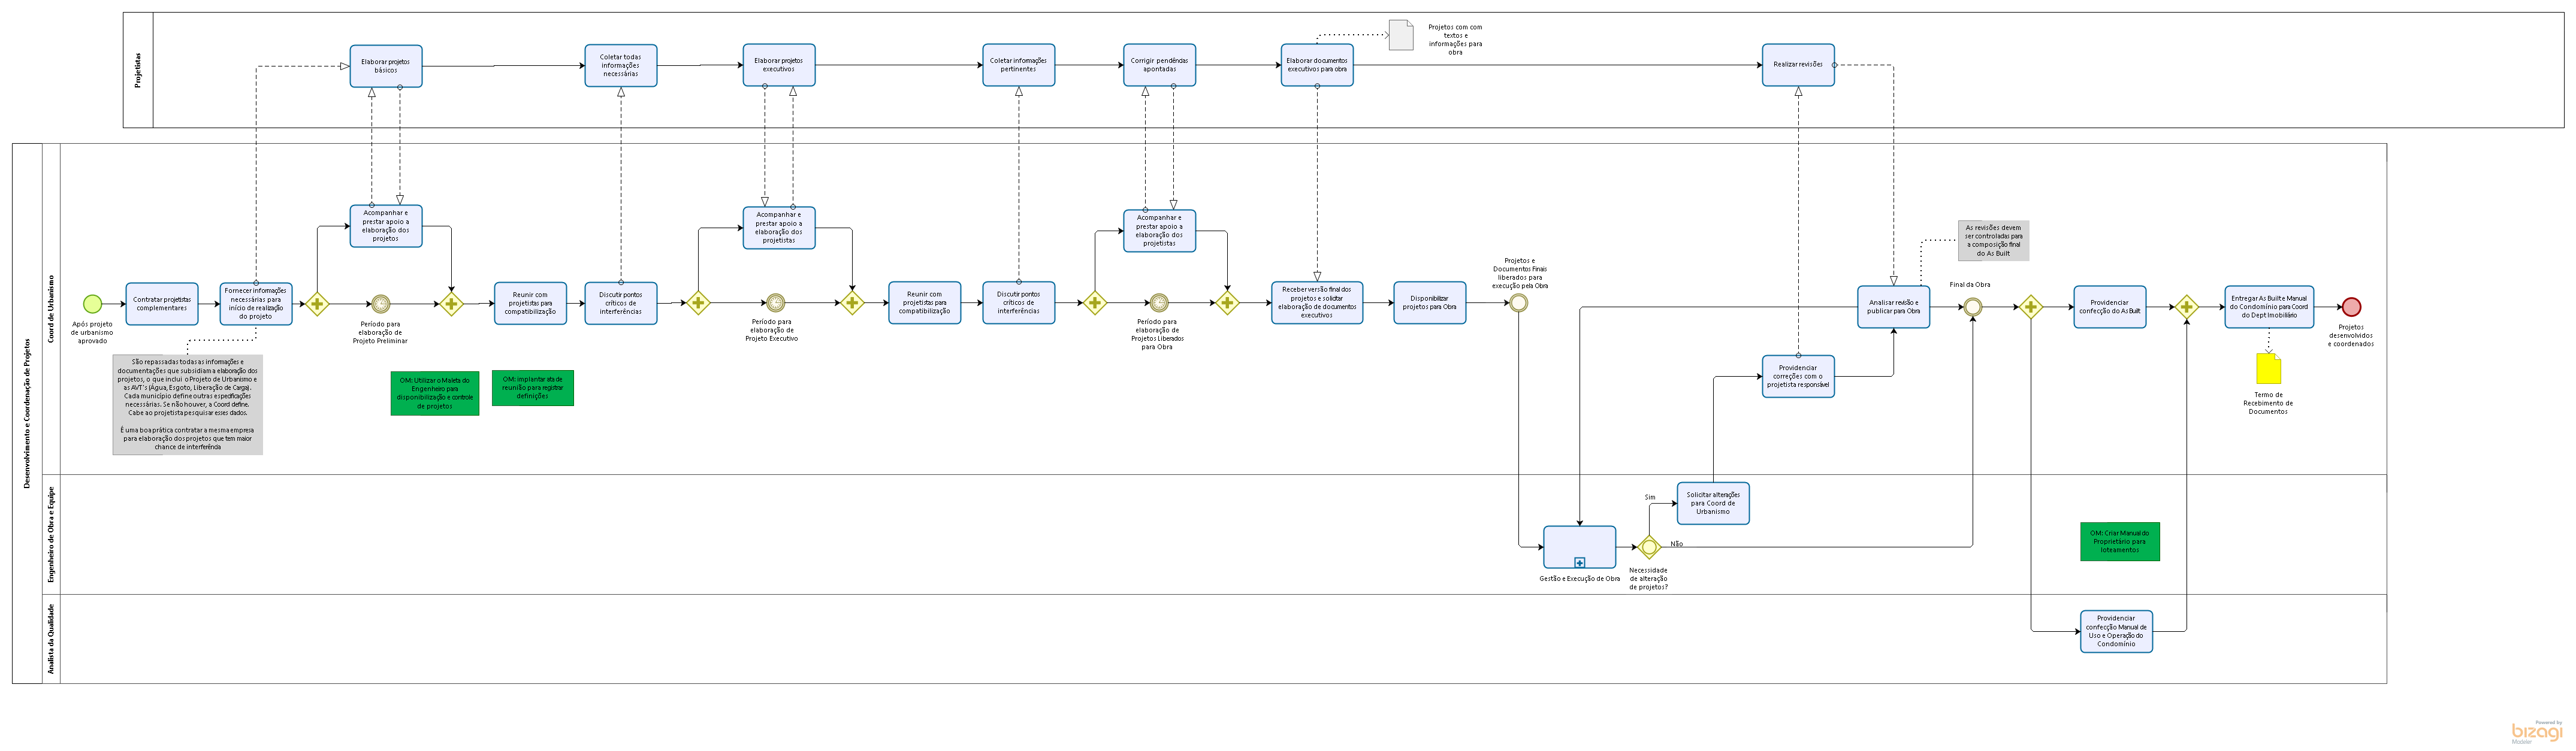 Projetistas
Elaborar projetos
básicos
Coletar todas
informações
necessárias
Elaborar projetos
executivos
Coletar informações
pertinentes
Corrigir pendências
apontadas
Elaborar documentos
executivos para obra
Projetos com com
textos e
informações para
obra
Realizar revisões
Desenvolvimento e Coordenação de Projetos
Coord de Urbanismo
Após projeto
de urbanismo
aprovado
Contratar projetistas
complementares
Fornecer informações
necessárias para
início de realização
do projeto
São repassadas todas as informações e
documentações que subsidiam a elaboração dos
projetos, o que inclui o Projeto de Urbanismo e
as AVT's (Água, Esgoto, Liberação de Carga).
Cada município define outras especificações
necessárias. Se não houver, a Coord define.
Cabe ao projetista pesquisar esses dados.
É uma boa prática contratar a mesma empresa
para elaboração dos projetos que tem maior
chance de interferência
Acompanhar e
prestar apoio a
elaboração dos
projetos
Período para
elaboração de
Projeto Preliminar
OM: Utilizar o Maleta do
Engenheiro para
disponibilização e controle
de projetos
OM: Implantar ata de
reunião para registrar
definições
Reunir com
projetistas para
compatibilização
Discutir pontos
críticos de
interferências
Acompanhar e
prestar apoio a
elaboração dos
projetistas
Período para
elaboração de
Projeto Executivo
Reunir com
projetistas para
compatibilização
Discutir pontos
críticos de
interferências
Acompanhar e
prestar apoio a
elaboração dos
projetistas
Período para
elaboração de
Projetos Liberados
para Obra
Receber versão final dos
projetos e solicitar
elaboração de documentos
executivos
Disponibilizar
projetos para Obra
Projetos e
Documentos Finais
liberados para
execução pela Obra
Providenciar
correções com o
projetista responsável
Analisar revisão e
publicar para Obra
As revisões devem
ser controladas para
a composição final
do As Built
Final da Obra
Providenciar
confecção do As Built
Entregar As Built e Manual
do Condomínio para Coord
do Dept Imobiliário
Termo de
Recebimento de
Documentos
Projetos
desenvolvidos
e coordenados
Engenheiro de Obra e Equipe
Gestão e Execução de Obra
Necessidade
de alteração
de projetos?
Sim
Não
Solicitar alterações
para Coord de
Urbanismo
OM: Criar Manual do
Proprietário para
loteamentos
Analista da Qualidade
Providenciar
confecção Manual de
Uso e Operação do
Condomínio
Powered by
bizagi
Modeler